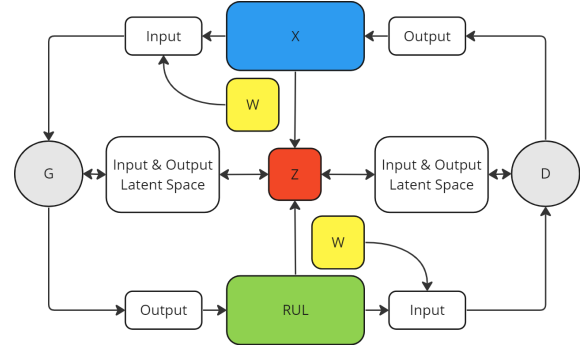 Input
X
Output
W
G
Input & Output
Latent Space
Z
Input & Output
Latent Space
D
W
Output
RUL
Input